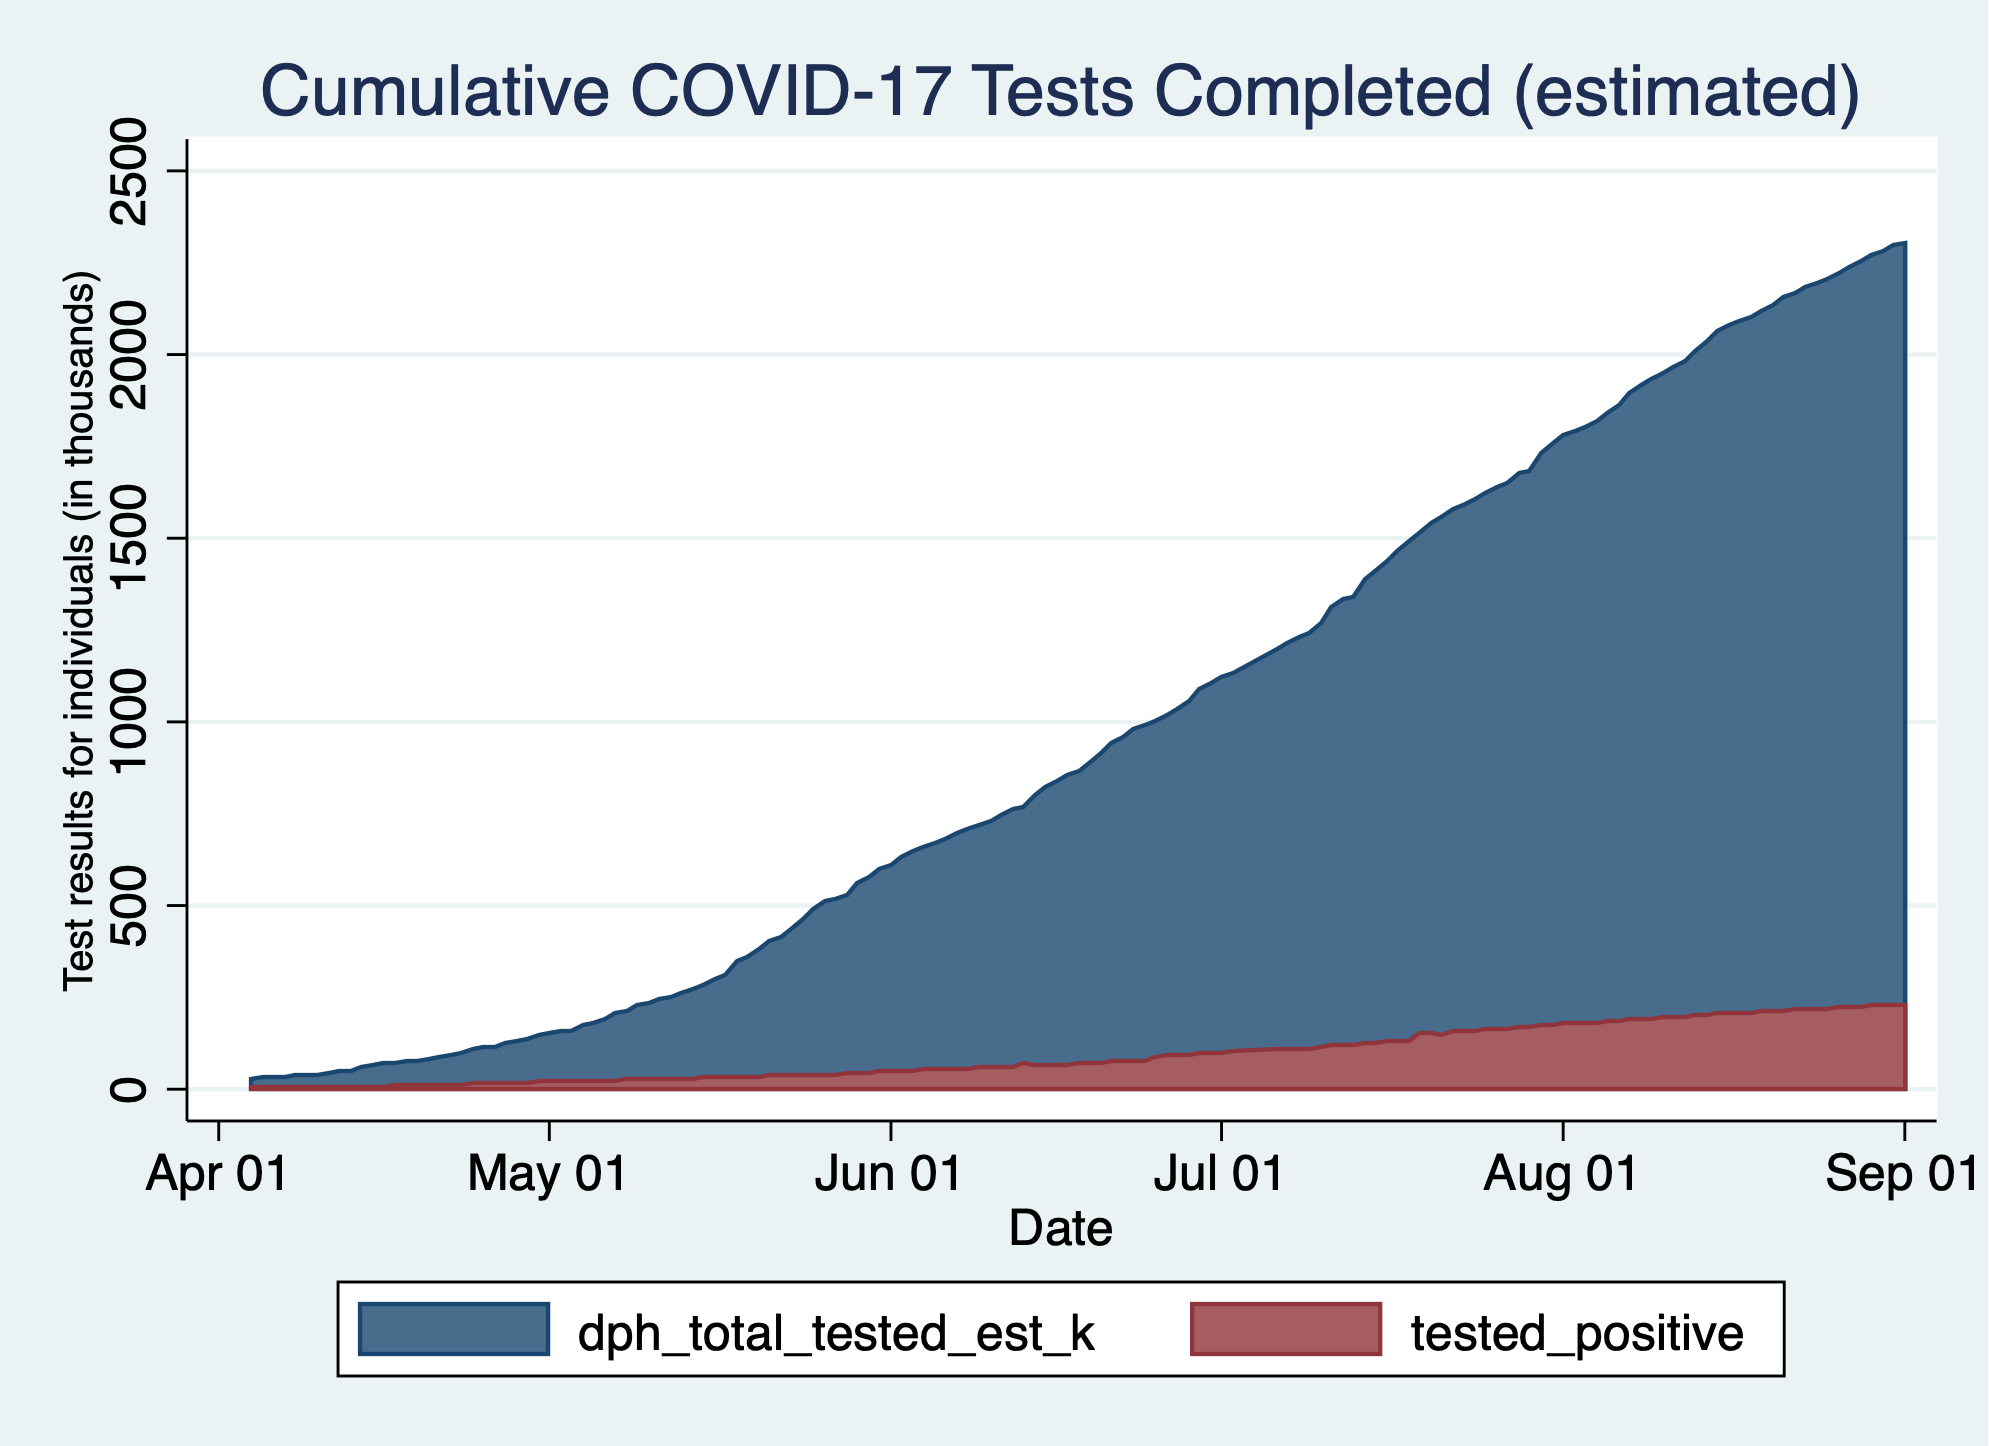 Cumulative COVID-17 Tests Completed (estimated)
Test results for individuals (in thousands)
2500
2000
1500
1000
500
0
Apr 01
May 01
Jun 01
Jul 01
Aug 01
Sep 01
Date
dph_total_tested_est_k
tested_positive